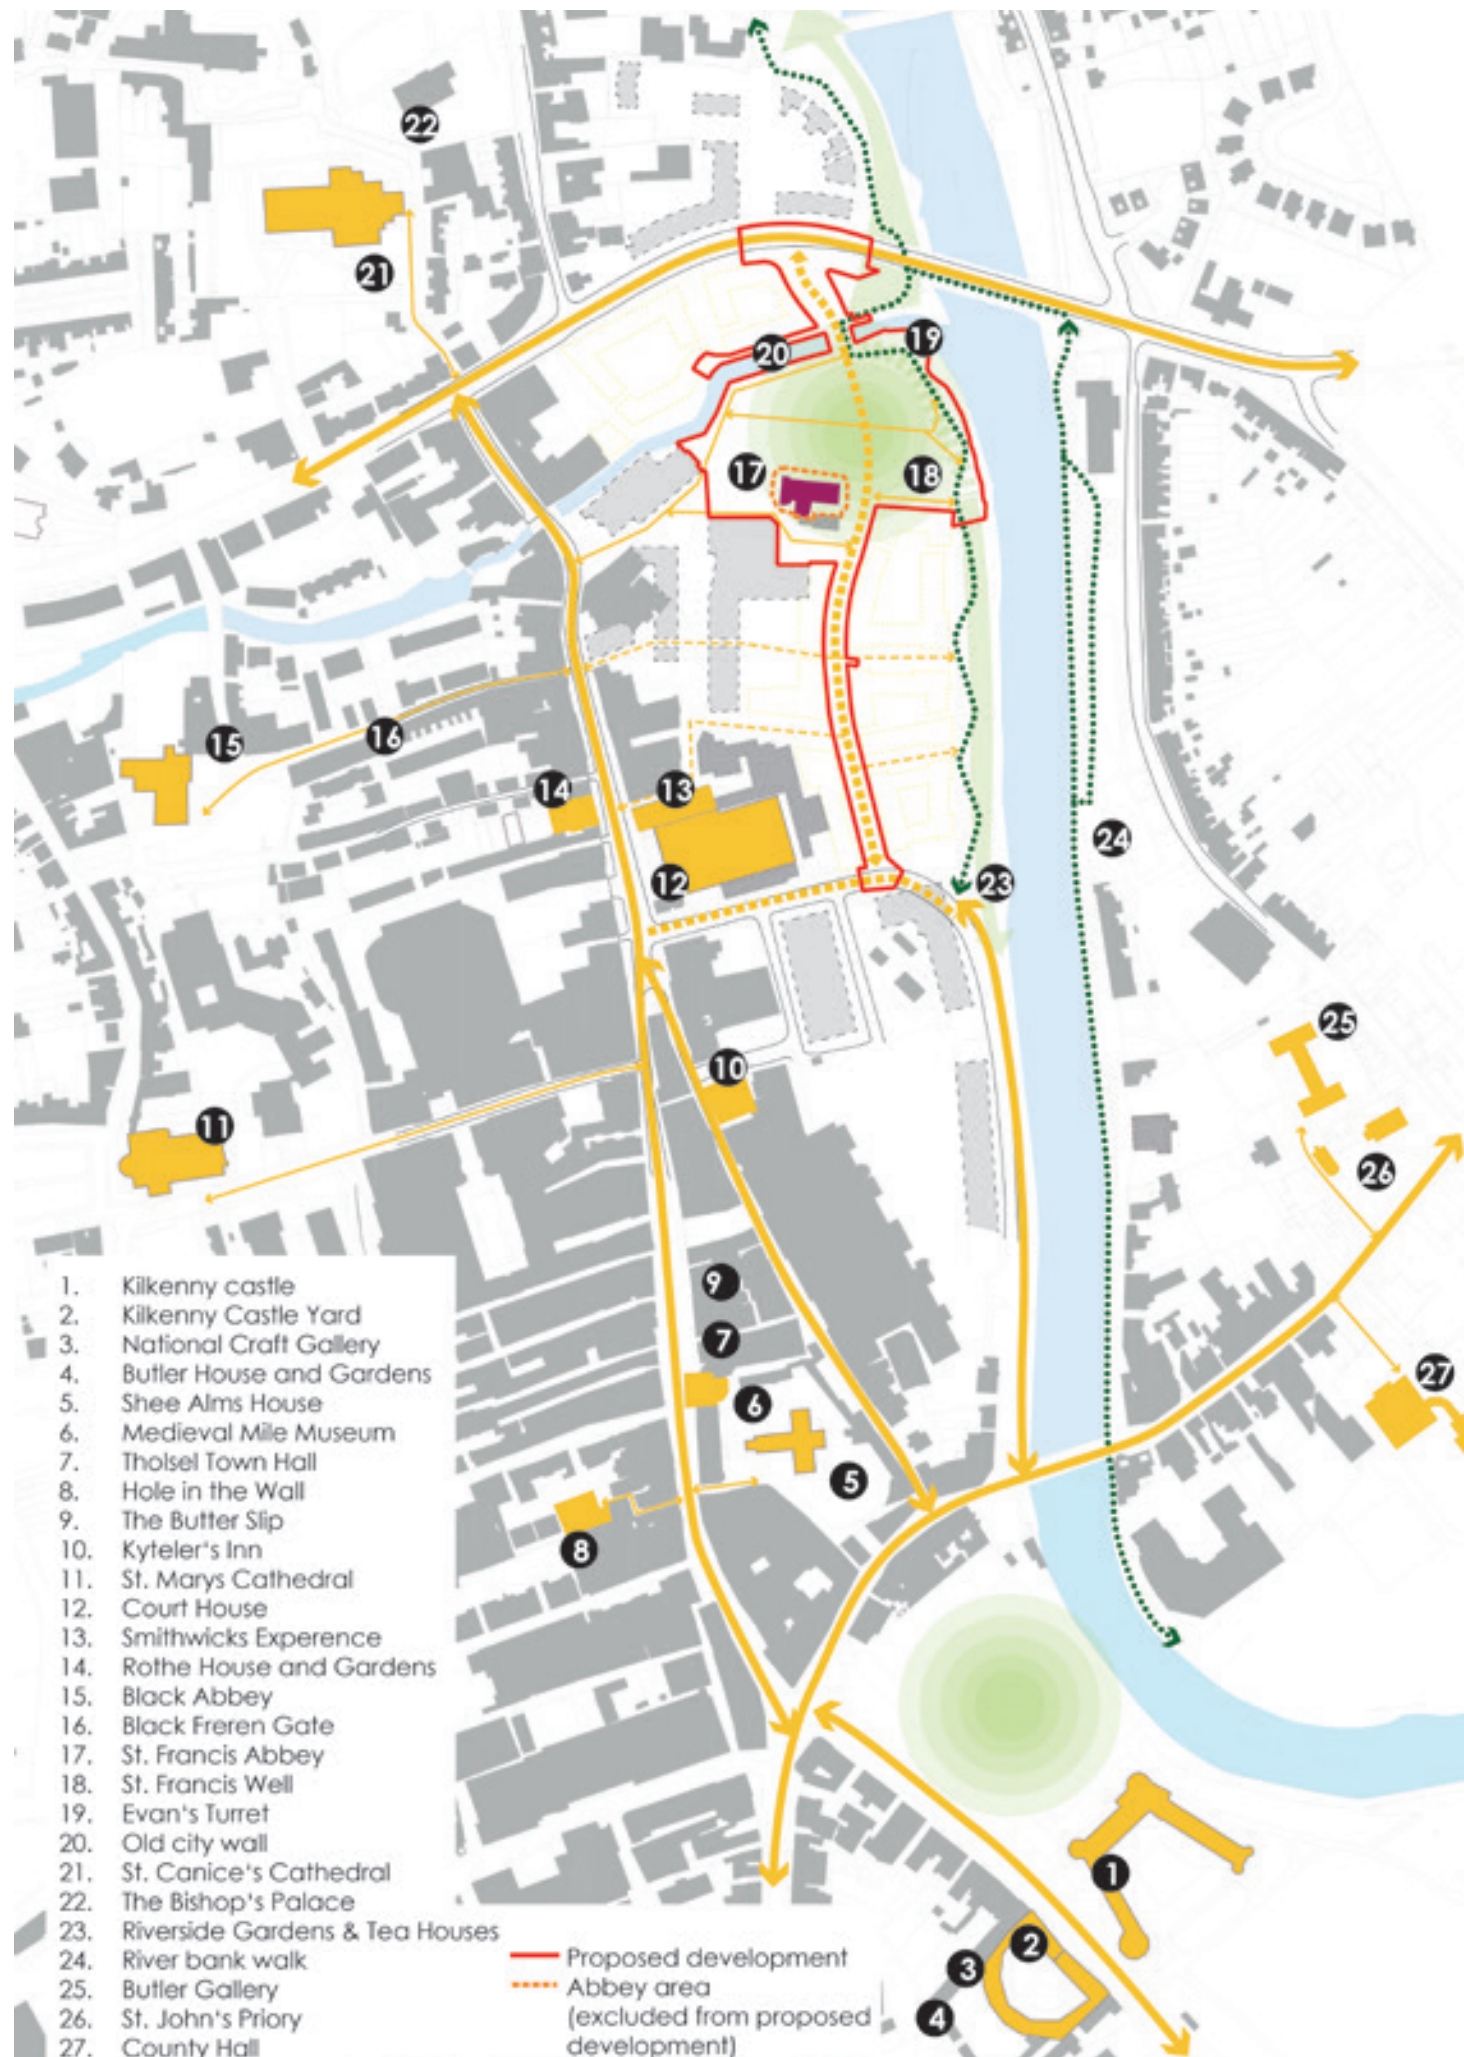 22
21
19
20
17
18
15
16
14
13
24
12
23
25
10
11
26
9
7
27
6
5
8
1
2
3
4
1. Kilkenny castle
2. Kilkenny Castle Yard
3. National Craft Gallery
4. Butler House and Gardens
5. Shee Alms House
6. Medieval Mile Museum
7. Tholsel Town Hall
8. Hole in the Wall
9. The Butter Slip
10. Kyteler's Inn
11. St. Marys Cathedral
12. Court House
13. Smithwicks Experence
14. Rothe House and Gardens
15. Black Abbey
16. Black Freren Gate
17. St. Francis Abbey
18. St. Francis Well
19. Evan's Turret
20. Old city wall
21. St. Canice's Cathedral
22. The Bishop's Palace
23. Riverside Gardens & Tea Houses
24. River bank walk
25. Butler Gallery
26. St. John's Priory
27. County Hall
Proposed development
Abbey area
(excluded from proposed
development)